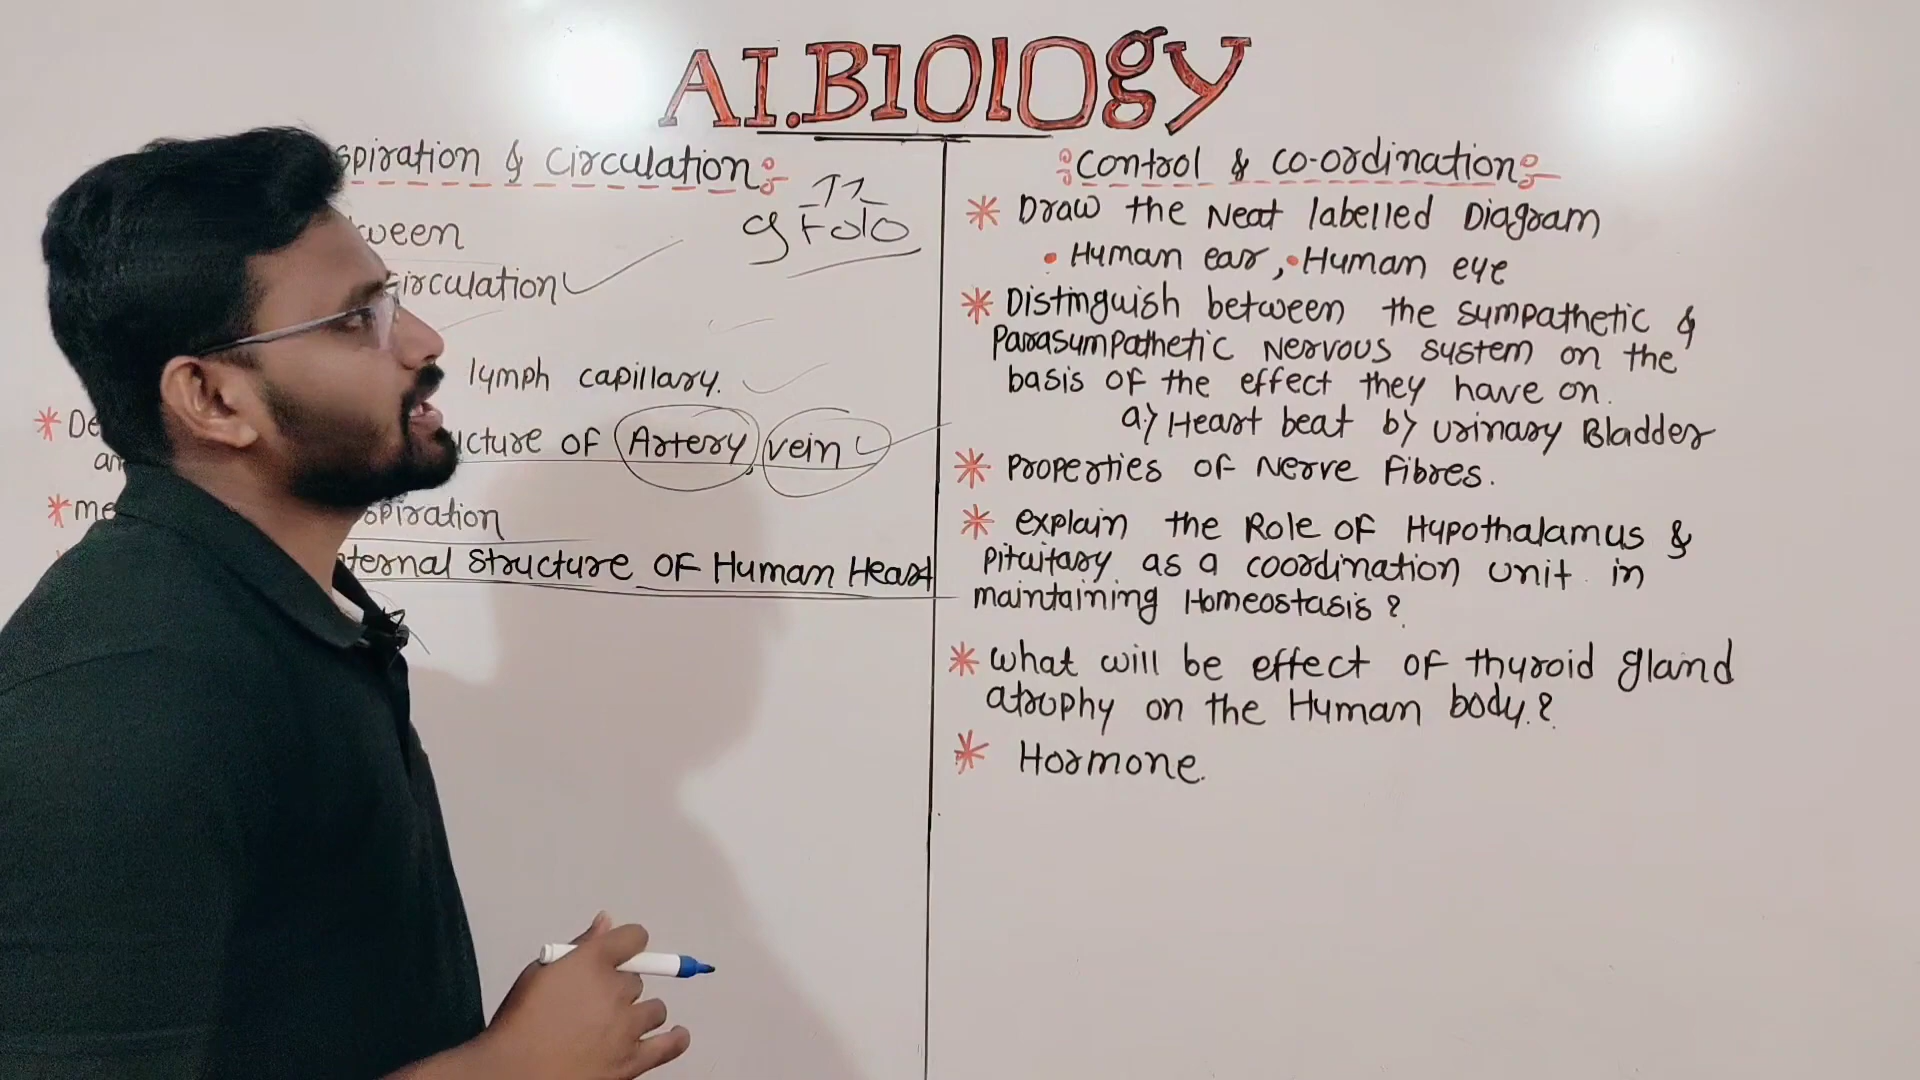 AI.BIOlOgy
spiration & Circulation:-
ween
circulation
lymph capillary.
* De
ucture OF Artery, vein
an
* me
spiration
nternal Structure OF Human Heart
:Control & co-ordination:-
* Draw the Neat labelled Diagram
• Human ear, • Human eye
* Distinguish between the sympathetic &
Parasympathetic Nervous system on the
basis OF the effect they have on.
a) Heart beat b) urinary Bladder
* Properties OF Nerve Fibres.
* explain the Role OF Hypothalamus &
Pituitary as a coordination unit in
maintaining Homeostasis ?
* what will be effect OF thyroid gland
atrophy on the Human body.?
* Hormone.